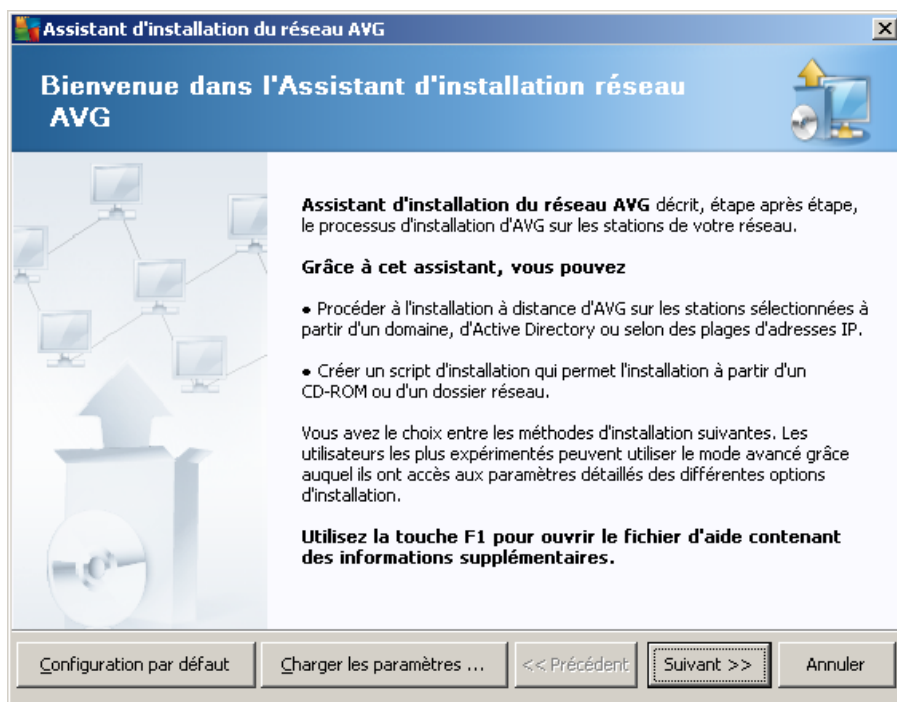 Assistant d'installation du réseau AVG
Bienvenue dans l'Assistant d'installation réseau
AVG
Assistant d'installation du réseau AVG décrit, étape après étape,
le processus d'installation d'AVG sur les stations de votre réseau.
Grâce à cet assistant, vous pouvez
• Procéder à l'installation à distance d'AVG sur les stations sélectionnées à
partir d'un domaine, d'Active Directory ou selon des plages d'adresses IP.
• Créer un script d'installation qui permet l'installation à partir d'un
CD-ROM ou d'un dossier réseau.
Vous avez le choix entre les méthodes d'installation suivantes. Les
utilisateurs les plus expérimentés peuvent utiliser le mode avancé grâce
auquel ils ont accès aux paramètres détaillés des différentes options
d'installation.
Utilisez la touche F1 pour ouvrir le fichier d'aide contenant
des informations supplémentaires.
Configuration par défaut
Charger les paramètres ...
<< Précédent
Suivant >>
Annuler